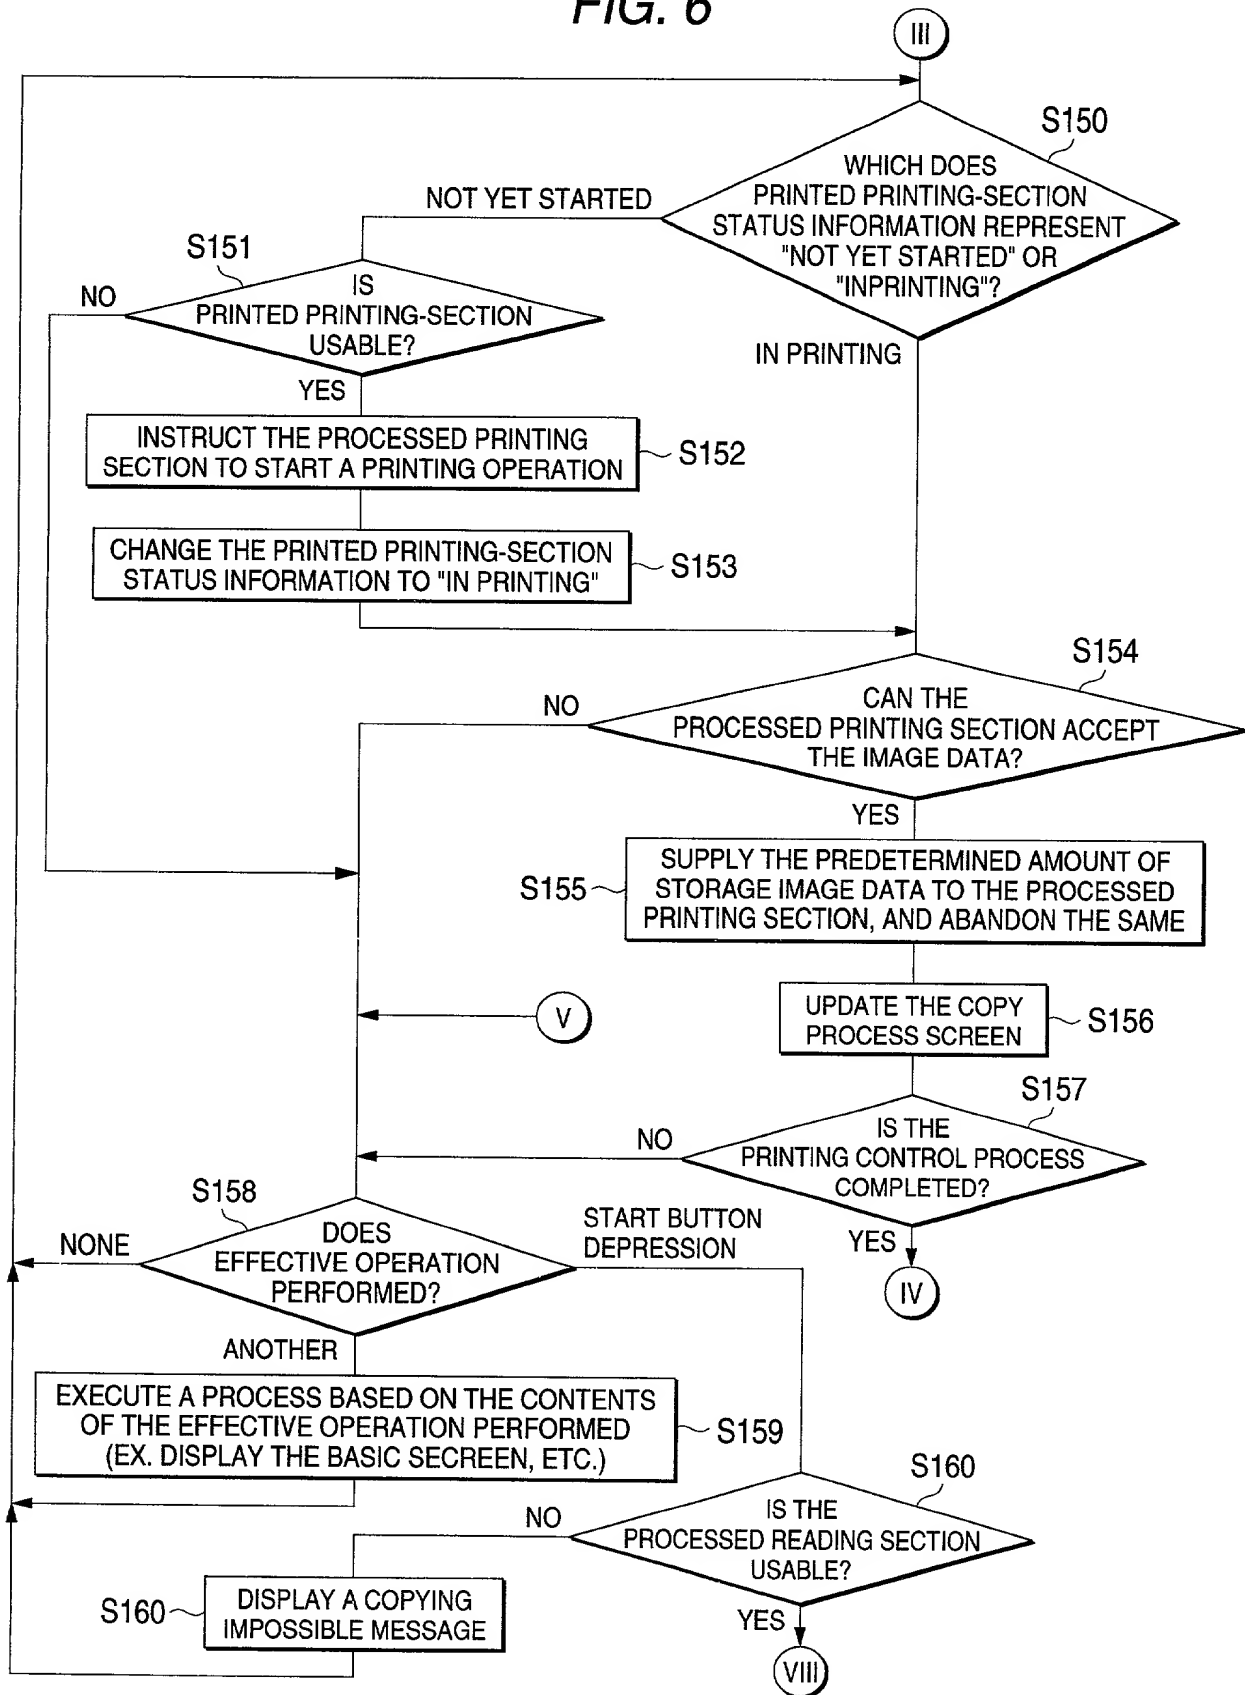 FIG. 6
III
S150
WHICH DOES
PRINTED PRINTING-SECTION
STATUS INFORMATION REPRESENT
"NOT YET STARTED" OR
"INPRINTING"?
NOT YET STARTED
S151
IS
PRINTED PRINTING-SECTION
USABLE?
NO
IN PRINTING
YES
INSTRUCT THE PROCESSED PRINTING
SECTION TO START A PRINTING OPERATION
S152
CHANGE THE PRINTED PRINTING-SECTION
STATUS INFORMATION TO "IN PRINTING"
S153
S154
CAN THE
PROCESSED PRINTING SECTION ACCEPT
THE IMAGE DATA?
NO
YES
S155
SUPPLY THE PREDETERMINED AMOUNT OF
STORAGE IMAGE DATA TO THE PROCESSED
PRINTING SECTION, AND ABANDON THE SAME
V
UPDATE THE COPY
PROCESS SCREEN
S156
S157
IS THE
PRINTING CONTROL PROCESS
COMPLETED?
NO
YES
IV
S158
DOES
EFFECTIVE OPERATION
PERFORMED?
NONE
START BUTTON
DEPRESSION
ANOTHER
EXECUTE A PROCESS BASED ON THE CONTENTS
OF THE EFFECTIVE OPERATION PERFORMED
(EX. DISPLAY THE BASIC SECREEN, ETC.)
S159
S160
IS THE
PROCESSED READING SECTION
USABLE?
NO
S160
DISPLAY A COPYING
IMPOSSIBLE MESSAGE
YES
VIII